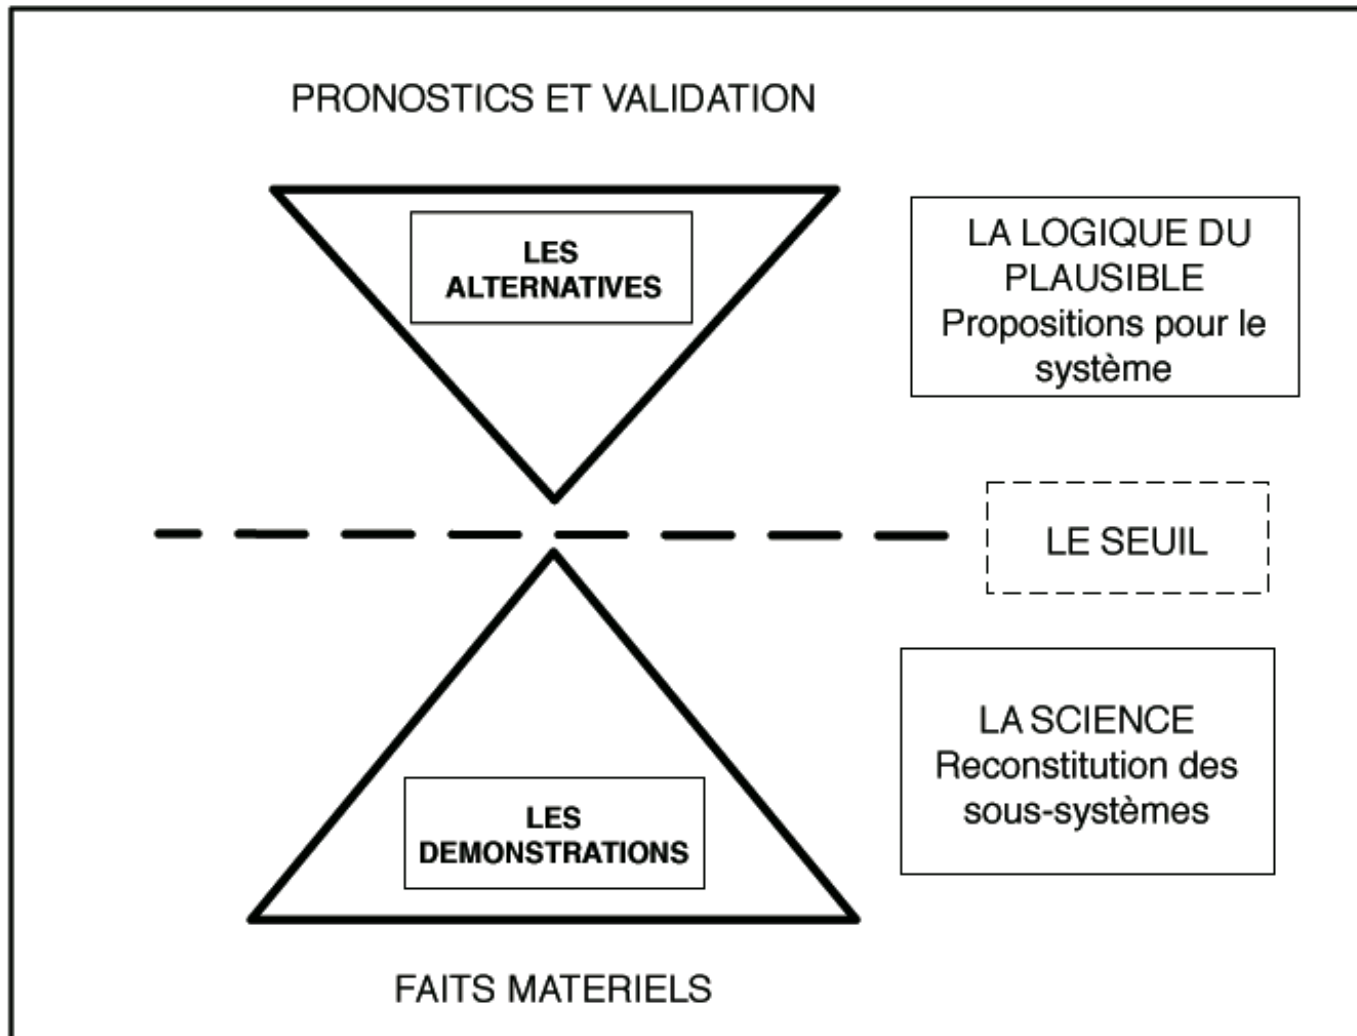 PRONOSTICS ET VALIDATION
LES
ALTERNATIVES
LA LOGIQUE DU
PLAUSIBLE
Propositions pour le
système
LE SEUIL
LA SCIENCE
Reconstitution des
sous-systèmes
LES
DEMONSTRATIONS
FAITS MATERIELS